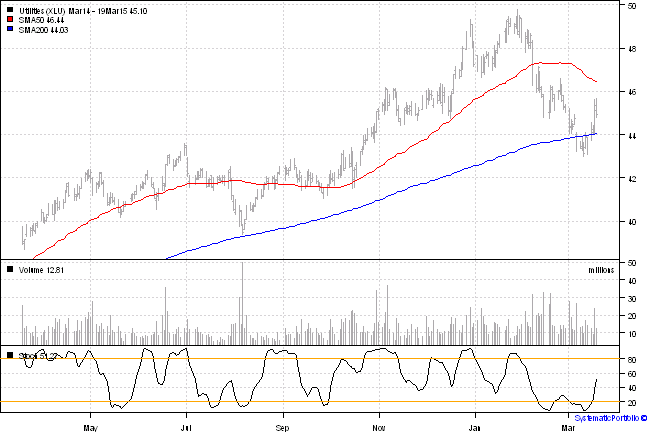 Utilities (XLU) Mar14 - 19Mar15 45.10
SMA50 46.44
SMA200 44.03
50
48
46
44
42
40
Volume 12.81
millions
50
40
30
20
10
80
60
40
20
May
Jul
Sep
Nov
Jan
Mar
SystematicPortfolio ©